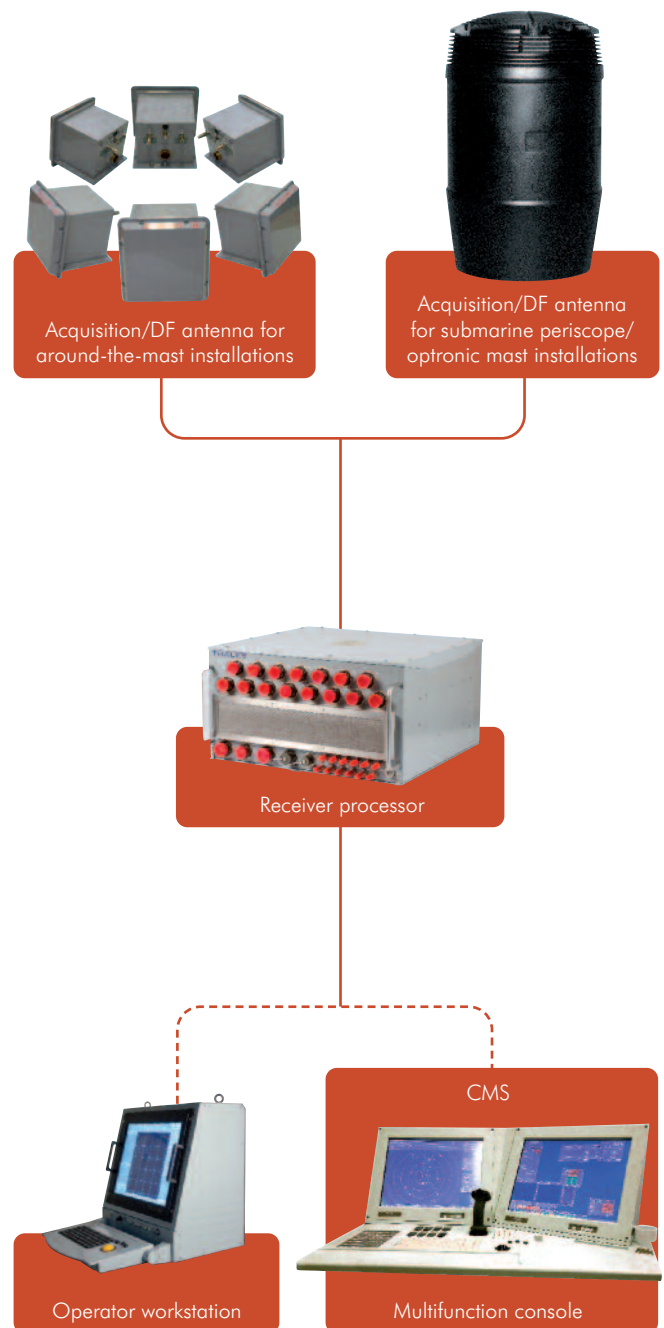 Acquisition/DF antenna for
around-the-mast installations
Acquisition/DF antenna
for submarine periscope/
optronic mast installations
THALES
Receiver processor
CMS
Operator workstation
Multifunction console